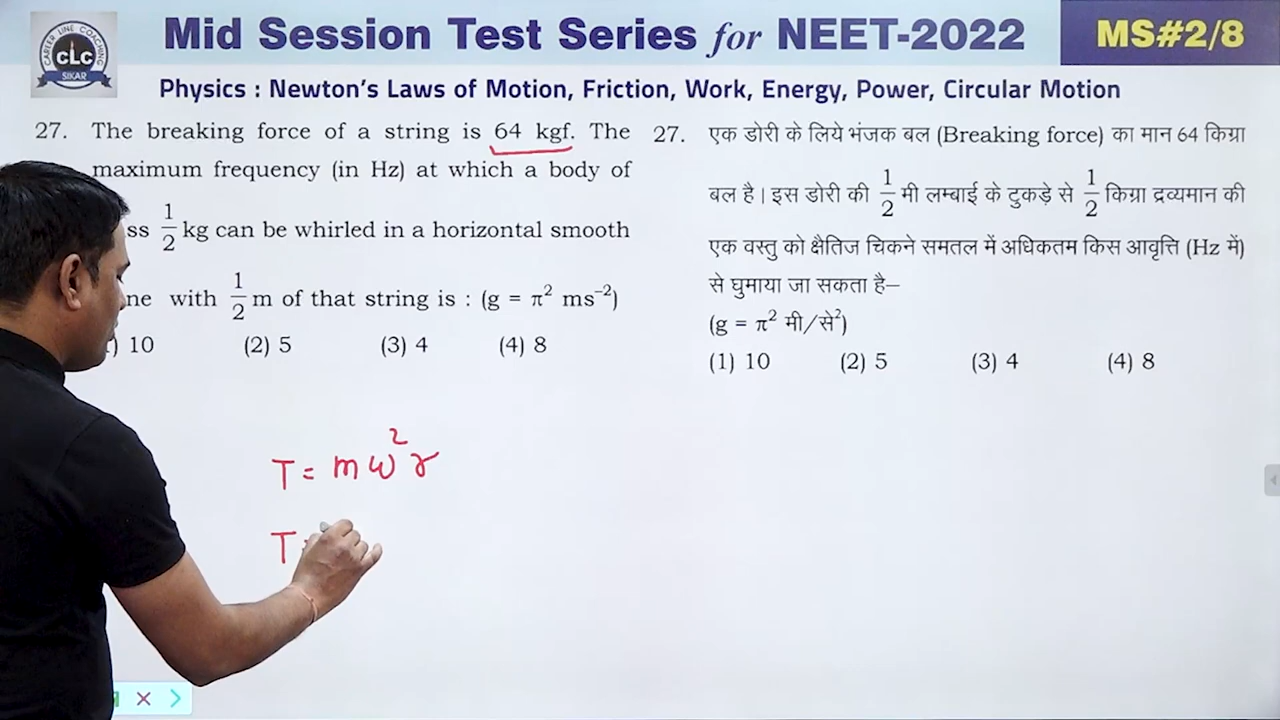 CAREER LINE COACHING
CLC
SIKAR
Mid Session Test Series for NEET-2022
MS#2/8
Physics : Newton's Laws of Motion, Friction, Work, Energy, Power, Circular Motion
27. The breaking force of a string is 64 kgf. The
maximum frequency (in Hz) at which a body of
ss 1/2 kg can be whirled in a horizontal smooth
ne with 1/2 m of that string is : (g = π² ms⁻²)
) 10 (2) 5 (3) 4 (4) 8
27. एक डोरी के लिये भंजक बल (Breaking force) का मान 64 किग्रा
बल है। इस डोरी की 1/2 मी लम्बाई के टुकड़े से 1/2 किग्रा द्रव्यमान की
एक वस्तु को क्षैतिज चिकने समतल में अधिकतम किस आवृत्ति (Hz में)
से घुमाया जा सकता है–
(g = π² मी/से²)
(1) 10 (2) 5 (3) 4 (4) 8
T = mω²r
T =